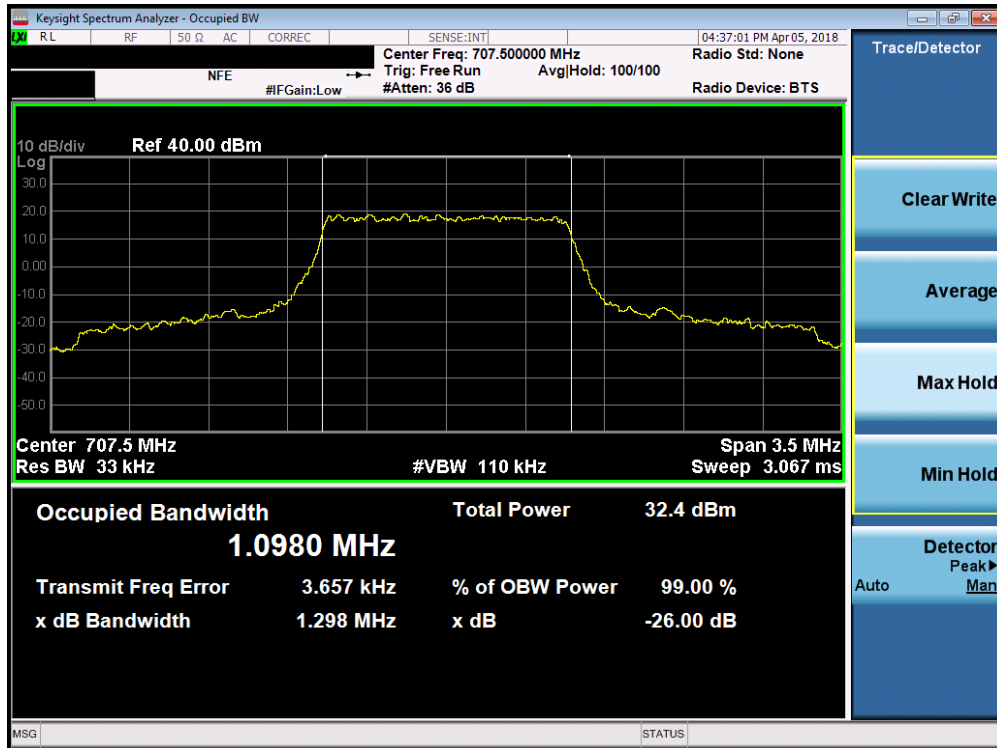 Keysight Spectrum Analyzer - Occupied BW
LXI RL RF 50 Ω AC CORREC SENSE:INT 04:37:01 PM Apr 05, 2018
NFE
#IFGain:Low
Center Freq: 707.500000 MHz
Trig: Free Run Avg|Hold: 100/100
#Atten: 36 dB
Radio Std: None
Radio Device: BTS
10 dB/div Ref 40.00 dBm
Log
30.0
20.0
10.0
0.00
-10.0
-20.0
-30.0
-40.0
-50.0
Center 707.5 MHz Span 3.5 MHz
Res BW 33 kHz #VBW 110 kHz Sweep 3.067 ms
Occupied Bandwidth Total Power 32.4 dBm
1.0980 MHz
Transmit Freq Error 3.657 kHz % of OBW Power 99.00 %
x dB Bandwidth 1.298 MHz x dB -26.00 dB
MSG STATUS
Trace/Detector
Clear Write
Average
Max Hold
Min Hold
Detector
Peak▶
Auto Man